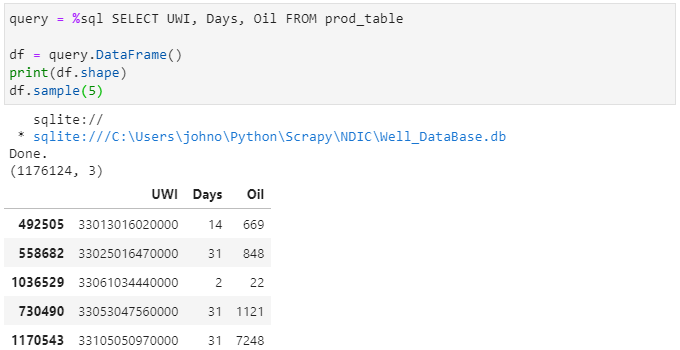 query = %sql SELECT UWI, Days, Oil FROM prod_table
df = query.DataFrame()
print(df.shape)
df.sample(5)
sqlite://
* sqlite:///C:\Users\johno\Python\Scrapy\NDIC\Well_DataBase.db
Done.
(1176124, 3)
UWI Days Oil
492505 33013016020000 14 669
558682 33025016470000 31 848
1036529 33061034440000 2 22
730490 33053047560000 31 1121
1170543 33105050970000 31 7248